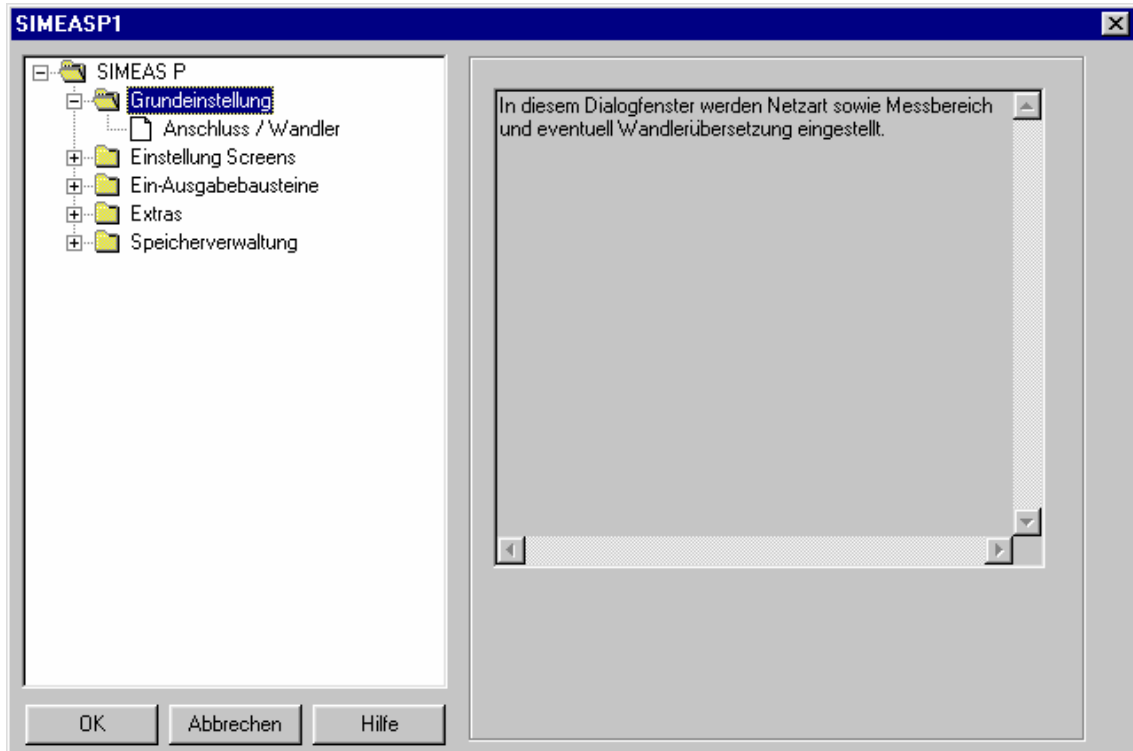 SIMEASP1
SIMEAS P
Grundeinstellung
Anschluss / Wandler
Einstellung Screens
Ein-Ausgabebausteine
Extras
Speicherverwaltung
In diesem Dialogfenster werden Netzart sowie Messbereich
und eventuell Wandlerübersetzung eingestellt.
OK
Abbrechen
Hilfe